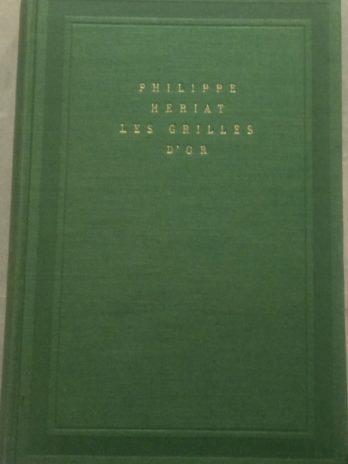 PHILIPPE
HERIAT
LES GRILLES
D'OR